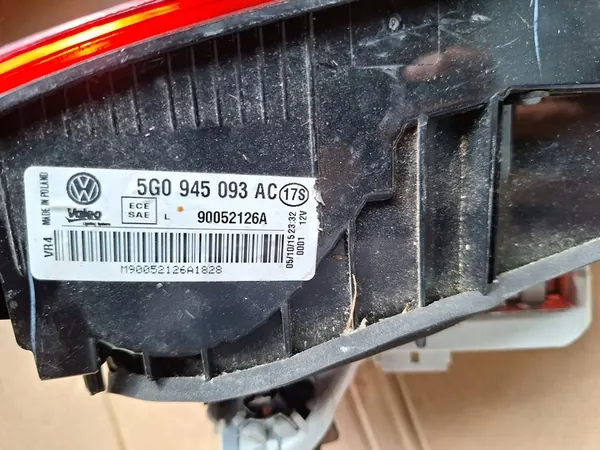 5G0 945 093 AC 17S
VW
Valeo
ECE
SAE
L
90052126A
M90052126A1828
MADE IN POLAND
VR4
05/10/15 23:32
0001 12V